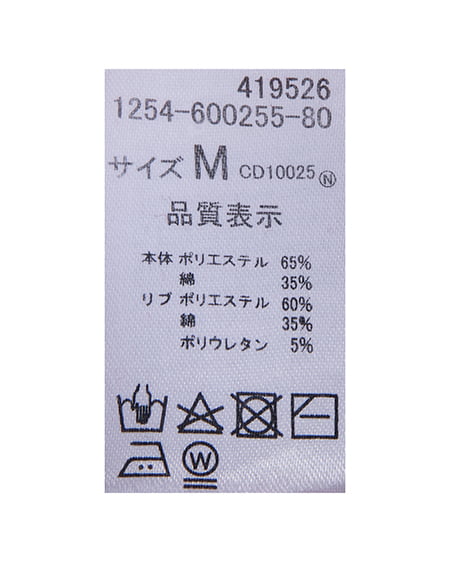 419526
1254-600255-80
サイズ M CD10025 Ⓝ
品質表示
本体 ポリエステル 65%
綿 35%
リブ ポリエステル 60%
綿 35%
ポリウレタン 5%
W